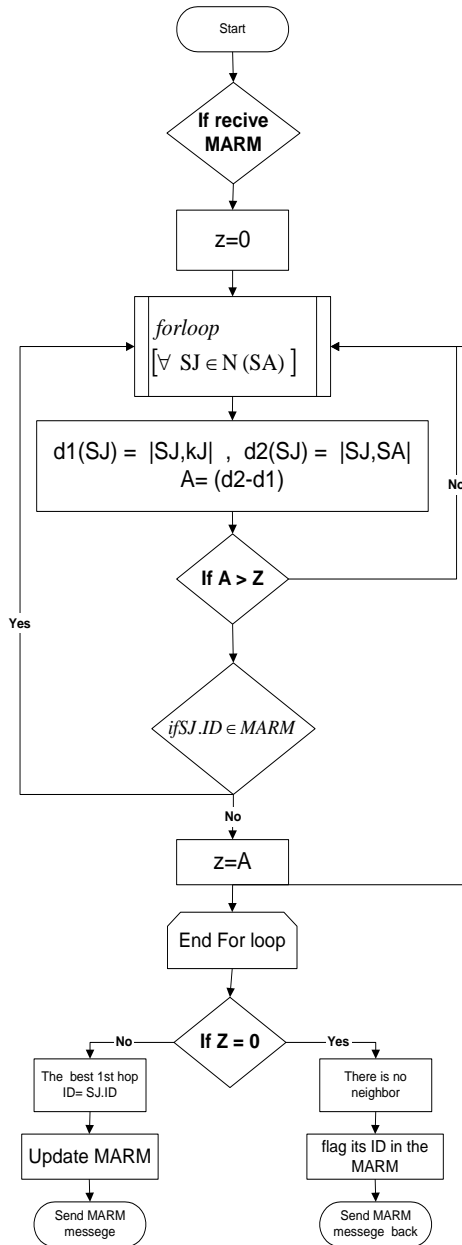 Start
If recive
MARM
z=0
forloop
[∀ SJ ∈ N (SA) ]
d1(SJ) = |SJ,kJ| , d2(SJ) = |SJ,SA|
A= (d2-d1)
No
If A > Z
Yes
ifSJ.ID ∈ MARM
No
z=A
End For loop
If Z = 0
No
Yes
The best 1st hop
ID= SJ.ID
There is no
neighbor
Update MARM
flag its ID in the
MARM
Send MARM
messege
Send MARM
messege back